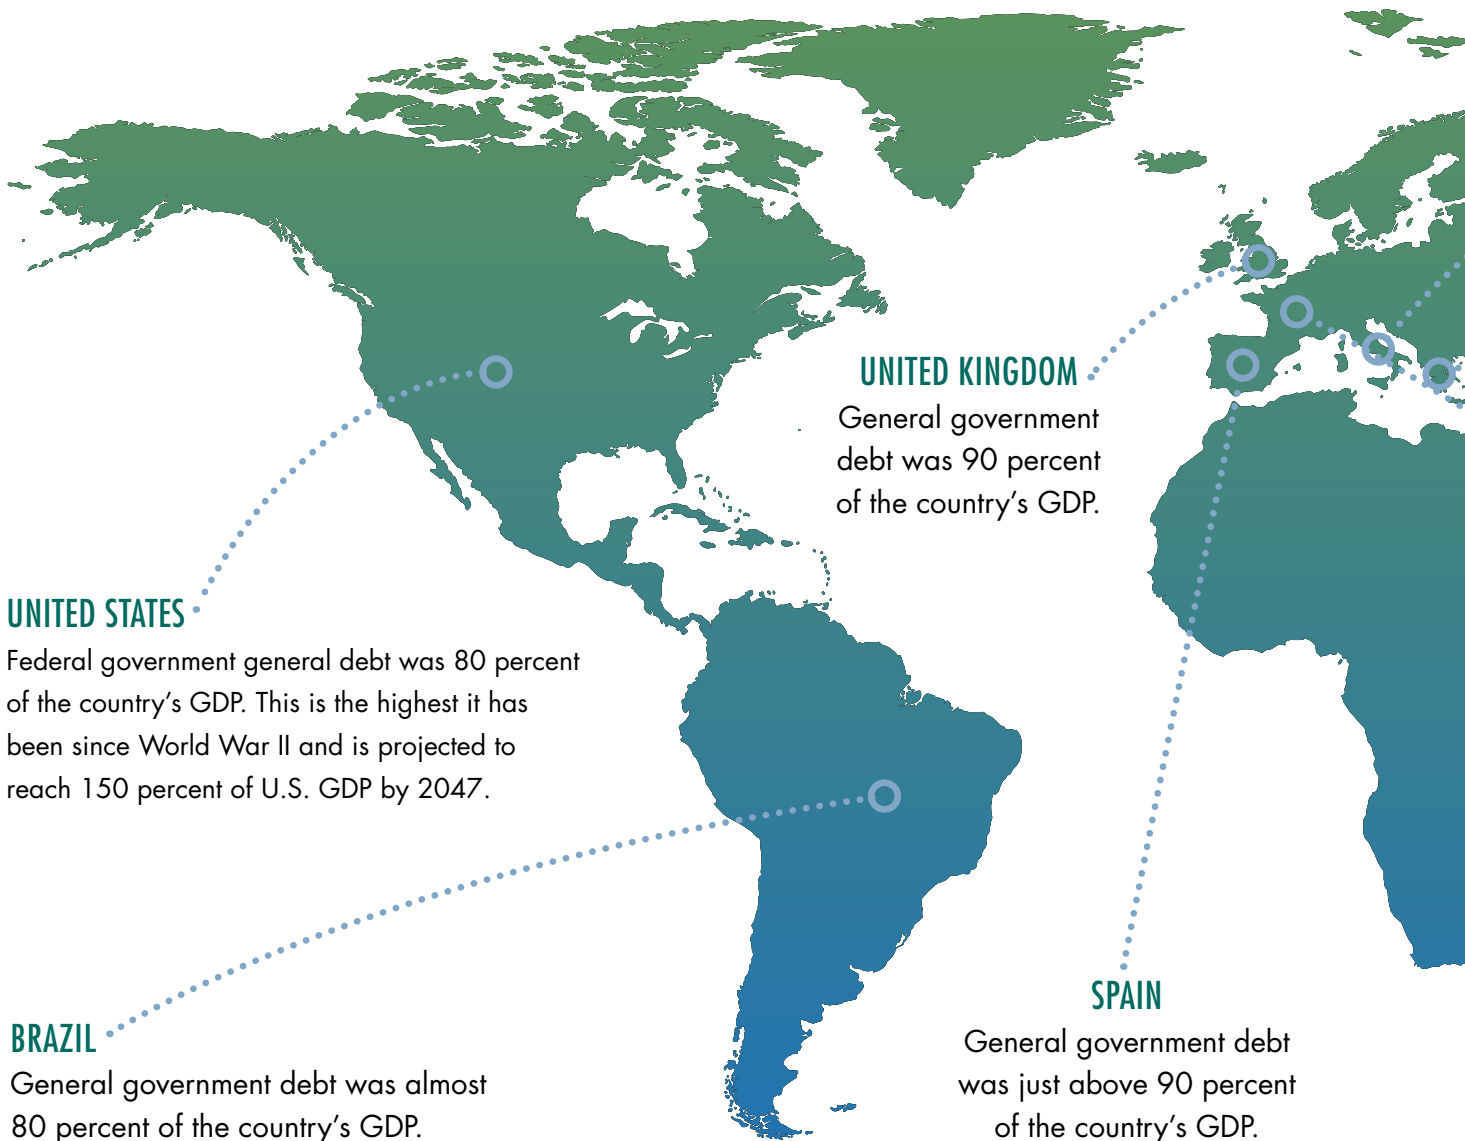 UNITED KINGDOM
General government
debt was 90 percent
of the country’s GDP.
UNITED STATES
Federal government general debt was 80 percent
of the country’s GDP. This is the highest it has
been since World War II and is projected to
reach 150 percent of U.S. GDP by 2047.
BRAZIL
General government debt was almost
80 percent of the country’s GDP.
SPAIN
General government debt
was just above 90 percent
of the country’s GDP.